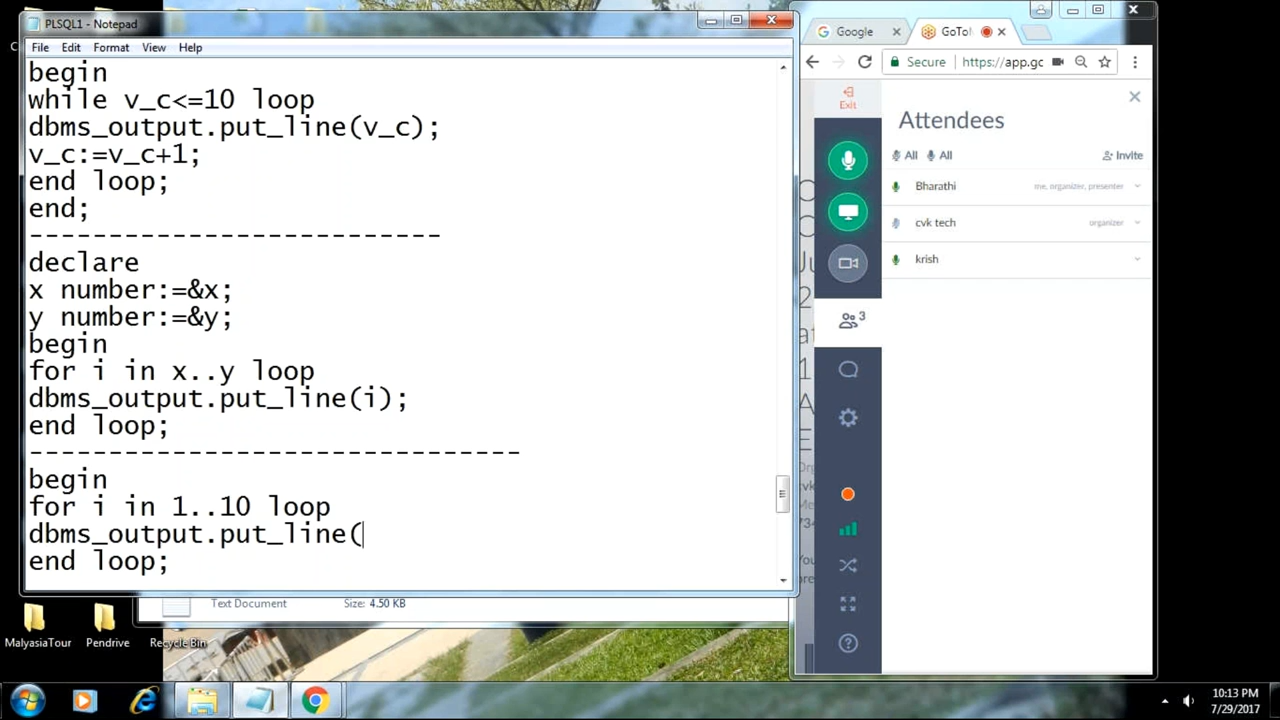 PLSQL1 - Notepad
File Edit Format View Help
begin
while v_c<=10 loop
dbms_output.put_line(v_c);
v_c:=v_c+1;
end loop;
end;
--------------------------
declare
x number:=&x;
y number:=&y;
begin
for i in x..y loop
dbms_output.put_line(i);
end loop;
-------------------------------
begin
for i in 1..10 loop
dbms_output.put_line(
end loop;
Text Document Size: 4.50 KB
MalyasiaTour Pendrive Recycle Bin
Google GoTo
Secure https://app.gc
Exit
Attendees
All All Invite
Bharathi me, organizer, presenter
cvk tech organizer
krish
3
10:13 PM
7/29/2017